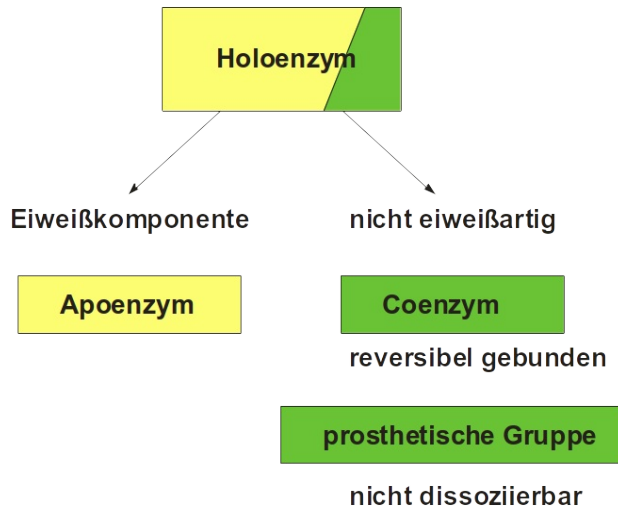 Holoenzym
Eiweißkomponente
nicht eiweißartig
Apoenzym
Coenzym
reversibel gebunden
prosthetische Gruppe
nicht dissoziierbar